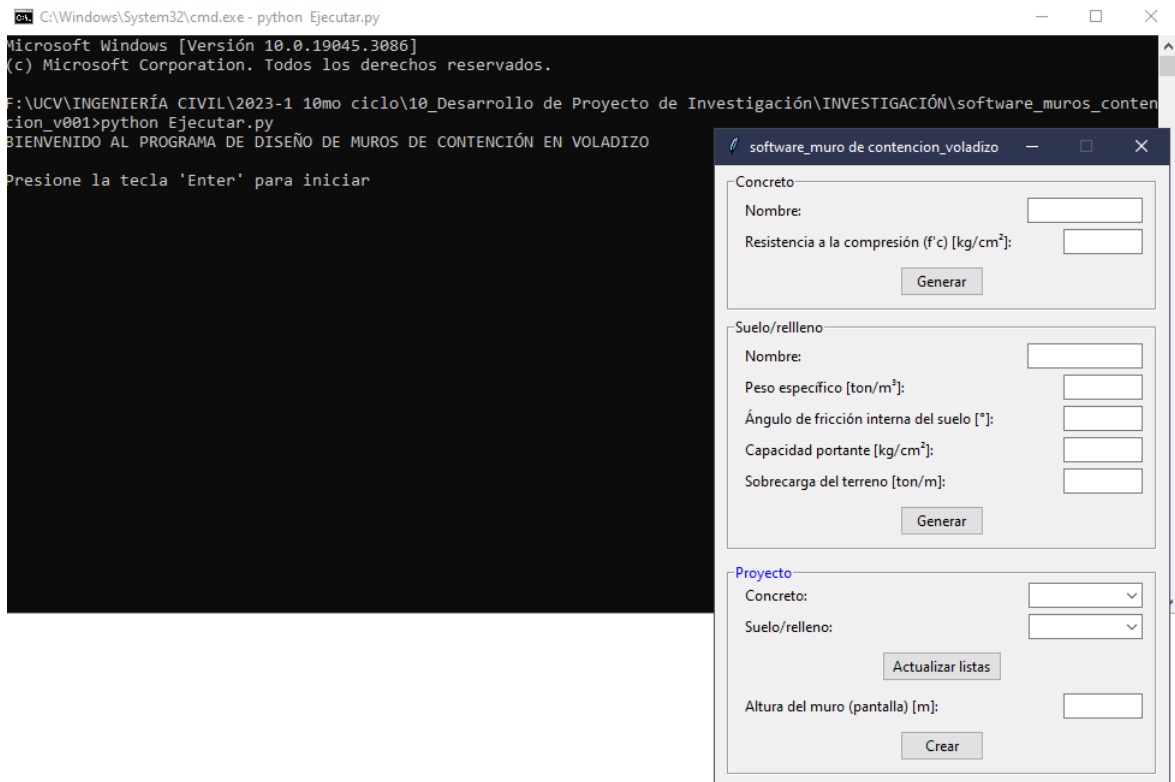 C:\Windows\System32\cmd.exe - python Ejecutar.py
Microsoft Windows [Versión 10.0.19045.3086]
(c) Microsoft Corporation. Todos los derechos reservados.
F:\UCV\INGENIERÍA CIVIL\2023-1 10mo ciclo\10_Desarrollo de Proyecto de Investigación\INVESTIGACIÓN\software_muros_conten
cion_v001>python Ejecutar.py
BIENVENIDO AL PROGRAMA DE DISEÑO DE MUROS DE CONTENCIÓN EN VOLADIZO
Presione la tecla 'Enter' para iniciar
software_muro de contencion_voladizo
Concreto
Nombre:
Resistencia a la compresión (f'c) [kg/cm²]:
Generar
Suelo/rellleno
Nombre:
Peso específico [ton/m³]:
Ángulo de fricción interna del suelo [°]:
Capacidad portante [kg/cm²]:
Sobrecarga del terreno [ton/m]:
Generar
Proyecto
Concreto:
Suelo/relleno:
Actualizar listas
Altura del muro (pantalla) [m]:
Crear